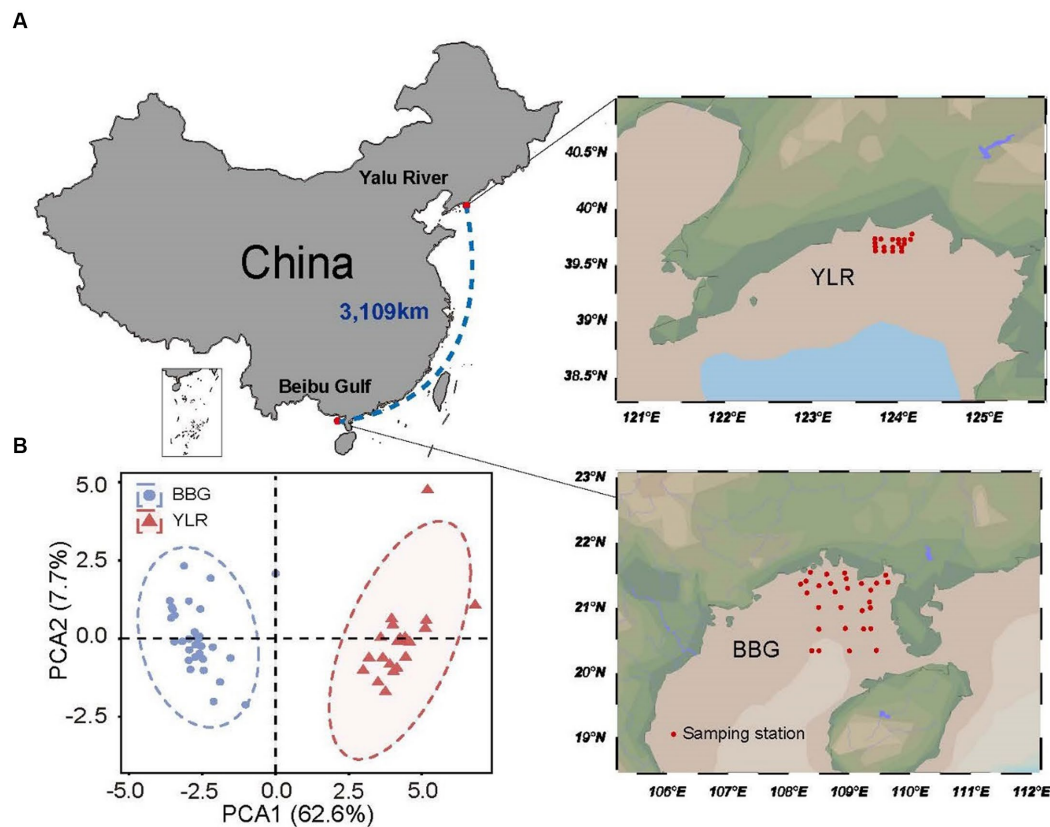 A
Yalu River
China
3,109km
Beibu Gulf
40.5°N
40°N
39.5°N
39°N
38.5°N
YLR
121°E 122°E 123°E 124°E 125°E
B
5.0
2.5
0.0
-2.5
PCA2 (7.7%)
BBG
YLR
-5.0 -2.5 0.0 2.5 5.0
PCA1 (62.6%)
23°N
22°N
21°N
20°N
19°N
BBG
Samping station
106°E 107°E 108°E 109°E 110°E 111°E 112°E